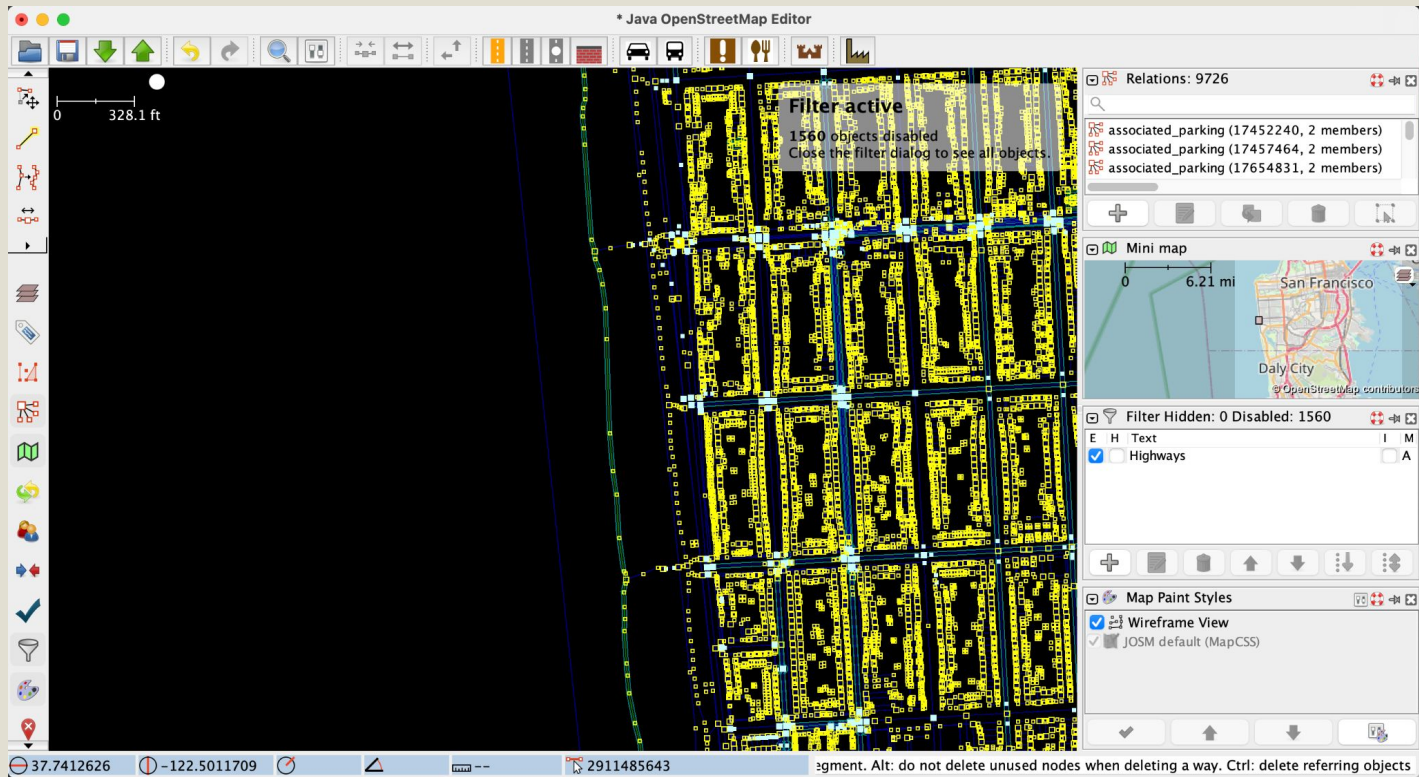 * Java OpenStreetMap Editor
0 328.1 ft
Filter active
1560 objects disabled
Close the filter dialog to see all objects.
Relations: 9726
associated_parking (17452240, 2 members)
associated_parking (17457464, 2 members)
associated_parking (17654831, 2 members)
Mini map
0 6.21 mi
San Francisco
Daly City
© OpenStreetMap contributors
Filter Hidden: 0 Disabled: 1560
E H Text I M
Highways A
Map Paint Styles
Wireframe View
JOSM default (MapCSS)
37.7412626 -122.5011709 -- 2911485643 egment. Alt: do not delete unused nodes when deleting a way. Ctrl: delete referring objects